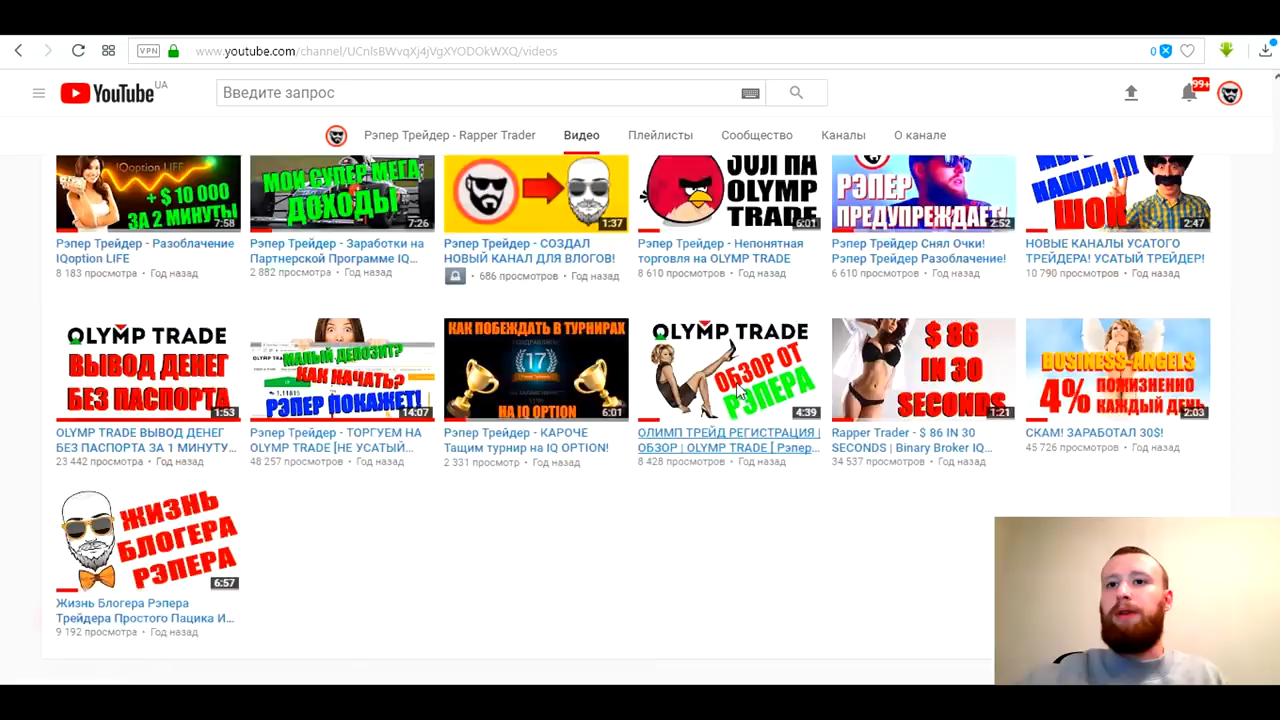 VPN
www.youtube.com/channel/UCnlsBWvqXj4jVgXYODOkWXQ/videos
0
YouTube UA
Введите запрос
99+
Рэпер Трейдер - Rapper Trader
Видео
Плейлисты
Сообщество
Каналы
О канале
IQoption LIFE
+ $ 10 000
ЗА 2 МИНУТЫ
7:58
МОИ СУПЕР МЕГА
ДОХОДЫ
7:26
1:37
ЗОЛ НА
OLYMP
TRADE
6:01
РЭПЕР
ПРЕДУПРЕЖДАЕТ!
2:52
НАШЛИ !!!
ШОК
2:47
Рэпер Трейдер - Разоблачение
IQoption LIFE
8 183 просмотра • Год назад
Рэпер Трейдер - Заработки на
Партнерской Программе IQ...
2 882 просмотра • Год назад
Рэпер Трейдер - СОЗДАЛ
НОВЫЙ КАНАЛ ДЛЯ ВЛОГОВ!
• 686 просмотров • Год назад
Рэпер Трейдер - Непонятная
торговля на OLYMP TRADE
8 610 просмотров • Год назад
Рэпер Трейдер Снял Очки!
Рэпер Трейдер Разоблачение!
6 610 просмотров • Год назад
НОВЫЕ КАНАЛЫ УСАТОГО
ТРЕЙДЕРА! УСАТЫЙ ТРЕЙДЕР!
10 790 просмотров • Год назад
OLYMP TRADE
ВЫВОД ДЕНЕГ
БЕЗ ПАСПОРТА
1:53
МАЛЫЙ ДЕПОЗИТ?
КАК НАЧАТЬ?
РЭПЕР ПОКАЖЕТ!
14:07
КАК ПОБЕЖДАТЬ В ТУРНИРАХ
17
НА IQ OPTION
6:01
OLYMP TRADE
ОБЗОР ОТ
РЭПЕРА
4:39
$ 86
IN 30
SECONDS
1:21
BUSINESS-ANGELS
4% ПОЖИЗНЕННО
КАЖДЫЙ ДЕНЬ
2:03
OLYMP TRADE ВЫВОД ДЕНЕГ
БЕЗ ПАСПОРТА ЗА 1 МИНУТУ...
23 442 просмотра • Год назад
Рэпер Трейдер - ТОРГУЕМ НА
OLYMP TRADE [НЕ УСАТЫЙ...
48 257 просмотров • Год назад
Рэпер Трейдер - КАРОЧЕ
Тащим турнир на IQ OPTION!
2 331 просмотр • Год назад
ОЛИМП ТРЕЙД РЕГИСТРАЦИЯ |
ОБЗОР | OLYMP TRADE [ Рэпер...
8 428 просмотров • Год назад
Rapper Trader - $ 86 IN 30
SECONDS | Binary Broker IQ...
34 537 просмотров • Год назад
СКАМ! ЗАРАБОТАЛ 30$!
45 726 просмотров • Год назад
ЖИЗНЬ
БЛОГЕРА
РЭПЕРА
6:57
Жизнь Блогера Рэпера
Трейдера Простого Пацика И...
9 192 просмотра • Год назад